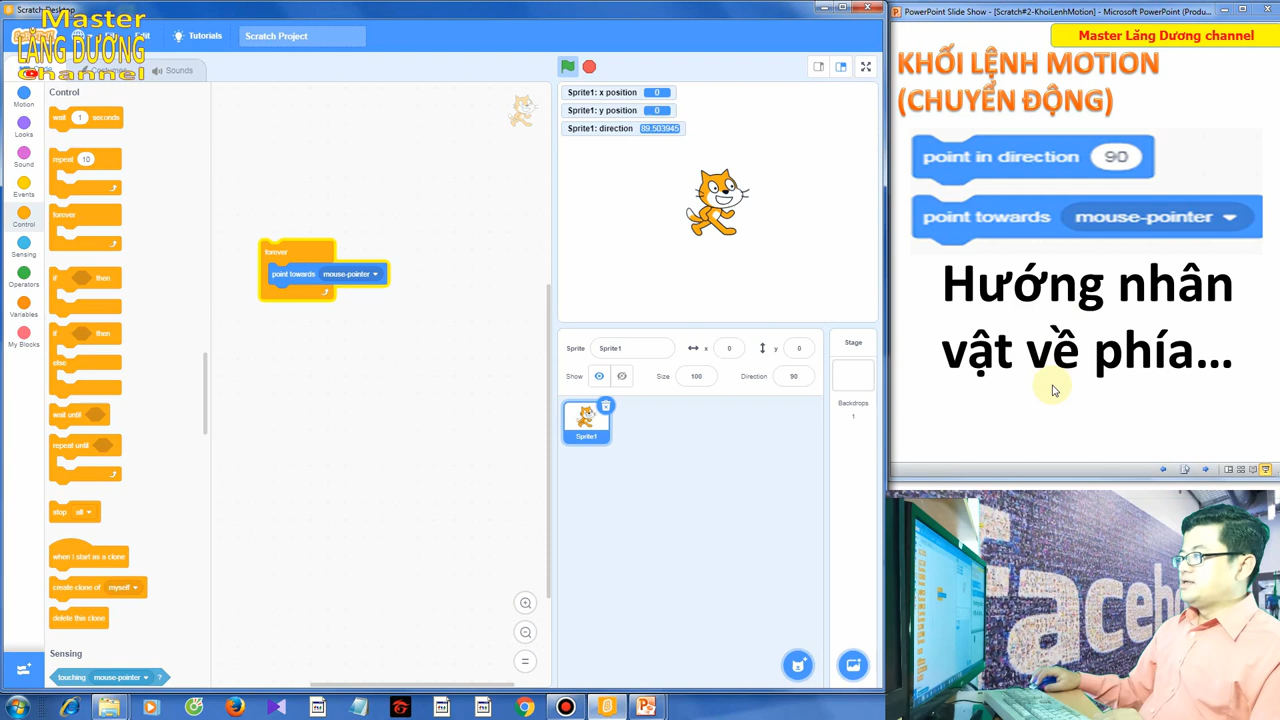 Scratch Desktop
Master
LĂNG DƯƠNG
Channel
Edit
Tutorials
Scratch Project
Sounds
Motion
Looks
Sound
Events
Control
Sensing
Operators
Variables
My Blocks
Control
wait 1 seconds
repeat 10
forever
if then
if then
else
wait until
repeat until
stop all
when I start as a clone
create clone of myself
delete this clone
Sensing
touching mouse-pointer ?
forever
point towards mouse-pointer
Sprite1: x position 0
Sprite1: y position 0
Sprite1: direction 89.503945
Sprite Sprite1 x 0 y 0
Show Size 100 Direction 90
Sprite1
Stage
Backdrops
1
PowerPoint Slide Show - [Scratch#2-KhoiLenhMotion] - Microsoft PowerPoint (Produ...
Master Lăng Dương channel
KHỐI LỆNH MOTION
(CHUYỂN ĐỘNG)
point in direction 90
point towards mouse-pointer
Hướng nhân
vật về phía...